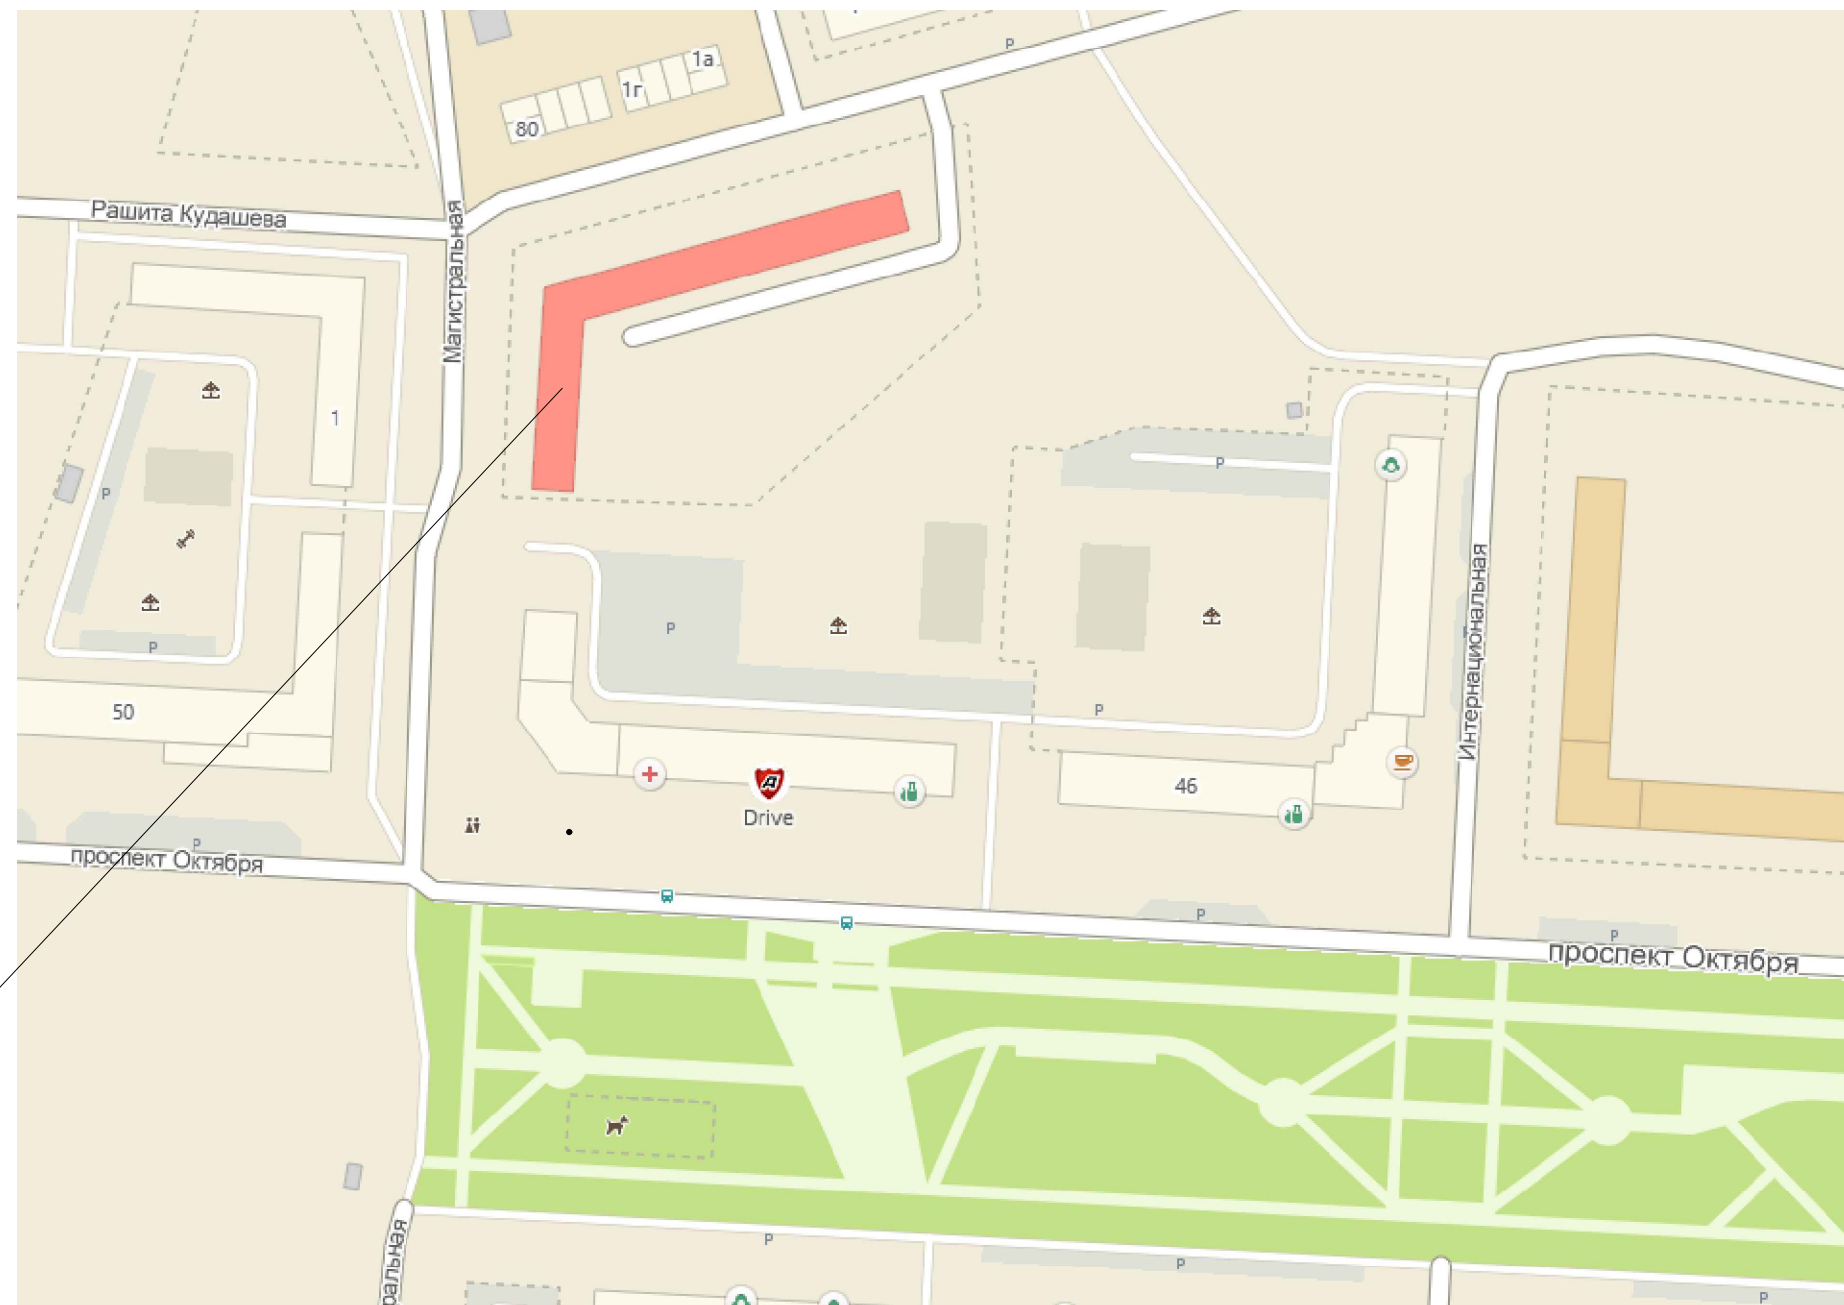 P
1а
1г
80
Рашита Кудашева
Магистральная
1
P
P
P
P
Интернациональная
50
P
46
Drive
P
проспект Октября
P
P
проспект Октября
P
P
P
ральная